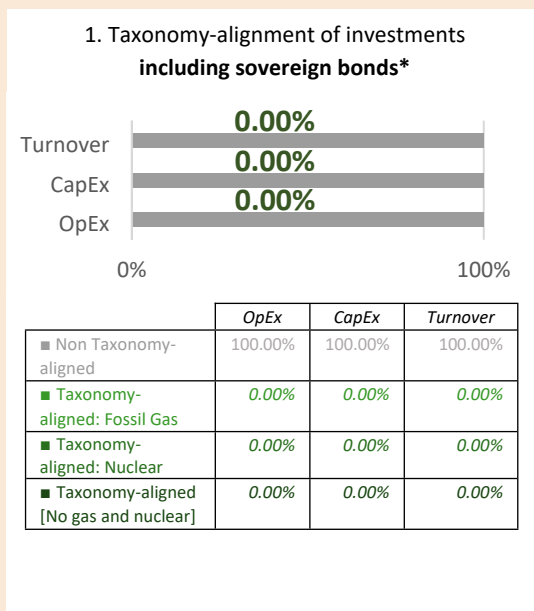 1. Taxonomy-alignment of investments
including sovereign bonds*
0.00%
Turnover
0.00%
CapEx
0.00%
OpEx
0% 100%
OpEx CapEx Turnover
■ Non Taxonomy- 100.00% 100.00% 100.00%
aligned
■ Taxonomy- 0.00% 0.00% 0.00%
aligned: Fossil Gas
■ Taxonomy- 0.00% 0.00% 0.00%
aligned: Nuclear
■ Taxonomy-aligned 0.00% 0.00% 0.00%
[No gas and nuclear]